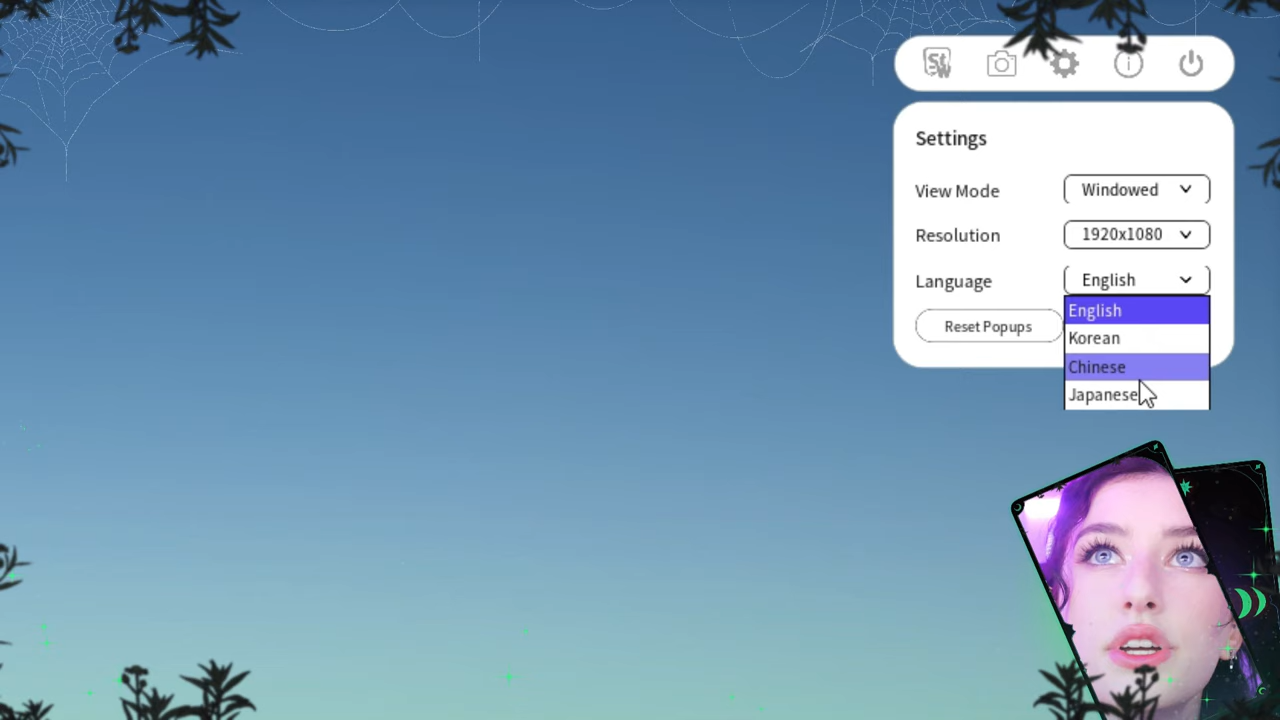 Settings
View Mode
Windowed
Resolution
1920x1080
Language
English
English
Korean
Chinese
Japanese
Reset Popups